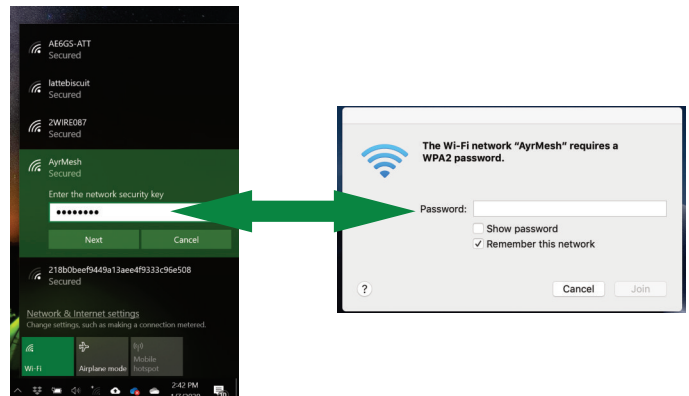 AE6GS-ATT
Secured
lattebiscuit
Secured
2WIRE087
Secured
AyrMesh
Secured
Enter the network security key
Next Cancel
218b0beef9449a13aee4f9333c96e508
Secured
Network & Internet settings
Change settings, such as making a connection metered.
Wi-Fi
Airplane mode
Mobile
hotspot
2:42 PM
The Wi-Fi network “AyrMesh” requires a
WPA2 password.
Password:
Show password
Remember this network
?
Cancel Join